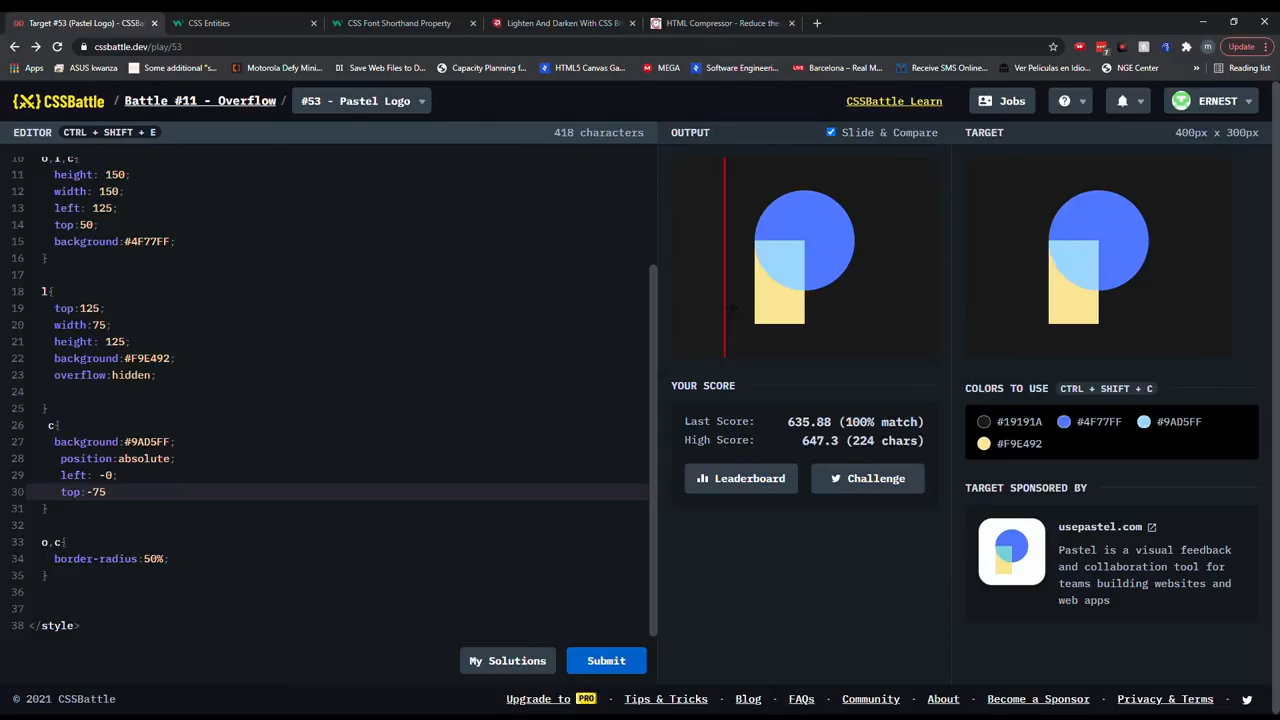 Target #53 (Pastel Logo) - CSSBa
CSS Entities
CSS Font Shorthand Property
Lighten And Darken With CSS Br
HTML Compressor - Reduce the
cssbattle.dev/play/53
7
m
Update
Apps
ASUS kwanza
Some additional "s...
Motorola Defy Mini...
DI Save Web Files to D...
Capacity Planning f...
HTML5 Canvas Ga...
MEGA
Software Engineeri...
Barcelona – Real M...
Receive SMS Online...
Ver Películas en Idio...
NGE Center
»
Reading list
{X} CSSBattle
/ Battle #11 - Overflow /
#53 - Pastel Logo
CSSBattle Learn
Jobs
ERNEST
EDITOR CTRL + SHIFT + E
418 characters
OUTPUT
Slide & Compare
TARGET
400px x 300px
10 o,l,c{
11 height: 150;
12 width: 150;
13 left: 125;
14 top:50;
15 background:#4F77FF;
16 }
17
18 l{
19 top:125;
20 width:75;
21 height: 125;
22 background:#F9E492;
23 overflow:hidden;
24
25 }
26 c{
27 background:#9AD5FF;
28 position:absolute;
29 left: -0;
30 top:-75
31 }
32
33 o,c{
34 border-radius:50%;
35 }
36
37
38 </style>
My Solutions
Submit
YOUR SCORE
Last Score: 635.88 (100% match)
High Score: 647.3 (224 chars)
Leaderboard
Challenge
COLORS TO USE CTRL + SHIFT + C
#19191A
#4F77FF
#9AD5FF
#F9E492
TARGET SPONSORED BY
usepastel.com
Pastel is a visual feedback
and collaboration tool for
teams building websites and
web apps
© 2021 CSSBattle
Upgrade to PRO
Tips & Tricks
Blog
FAQs
Community
About
Become a Sponsor
Privacy & Terms